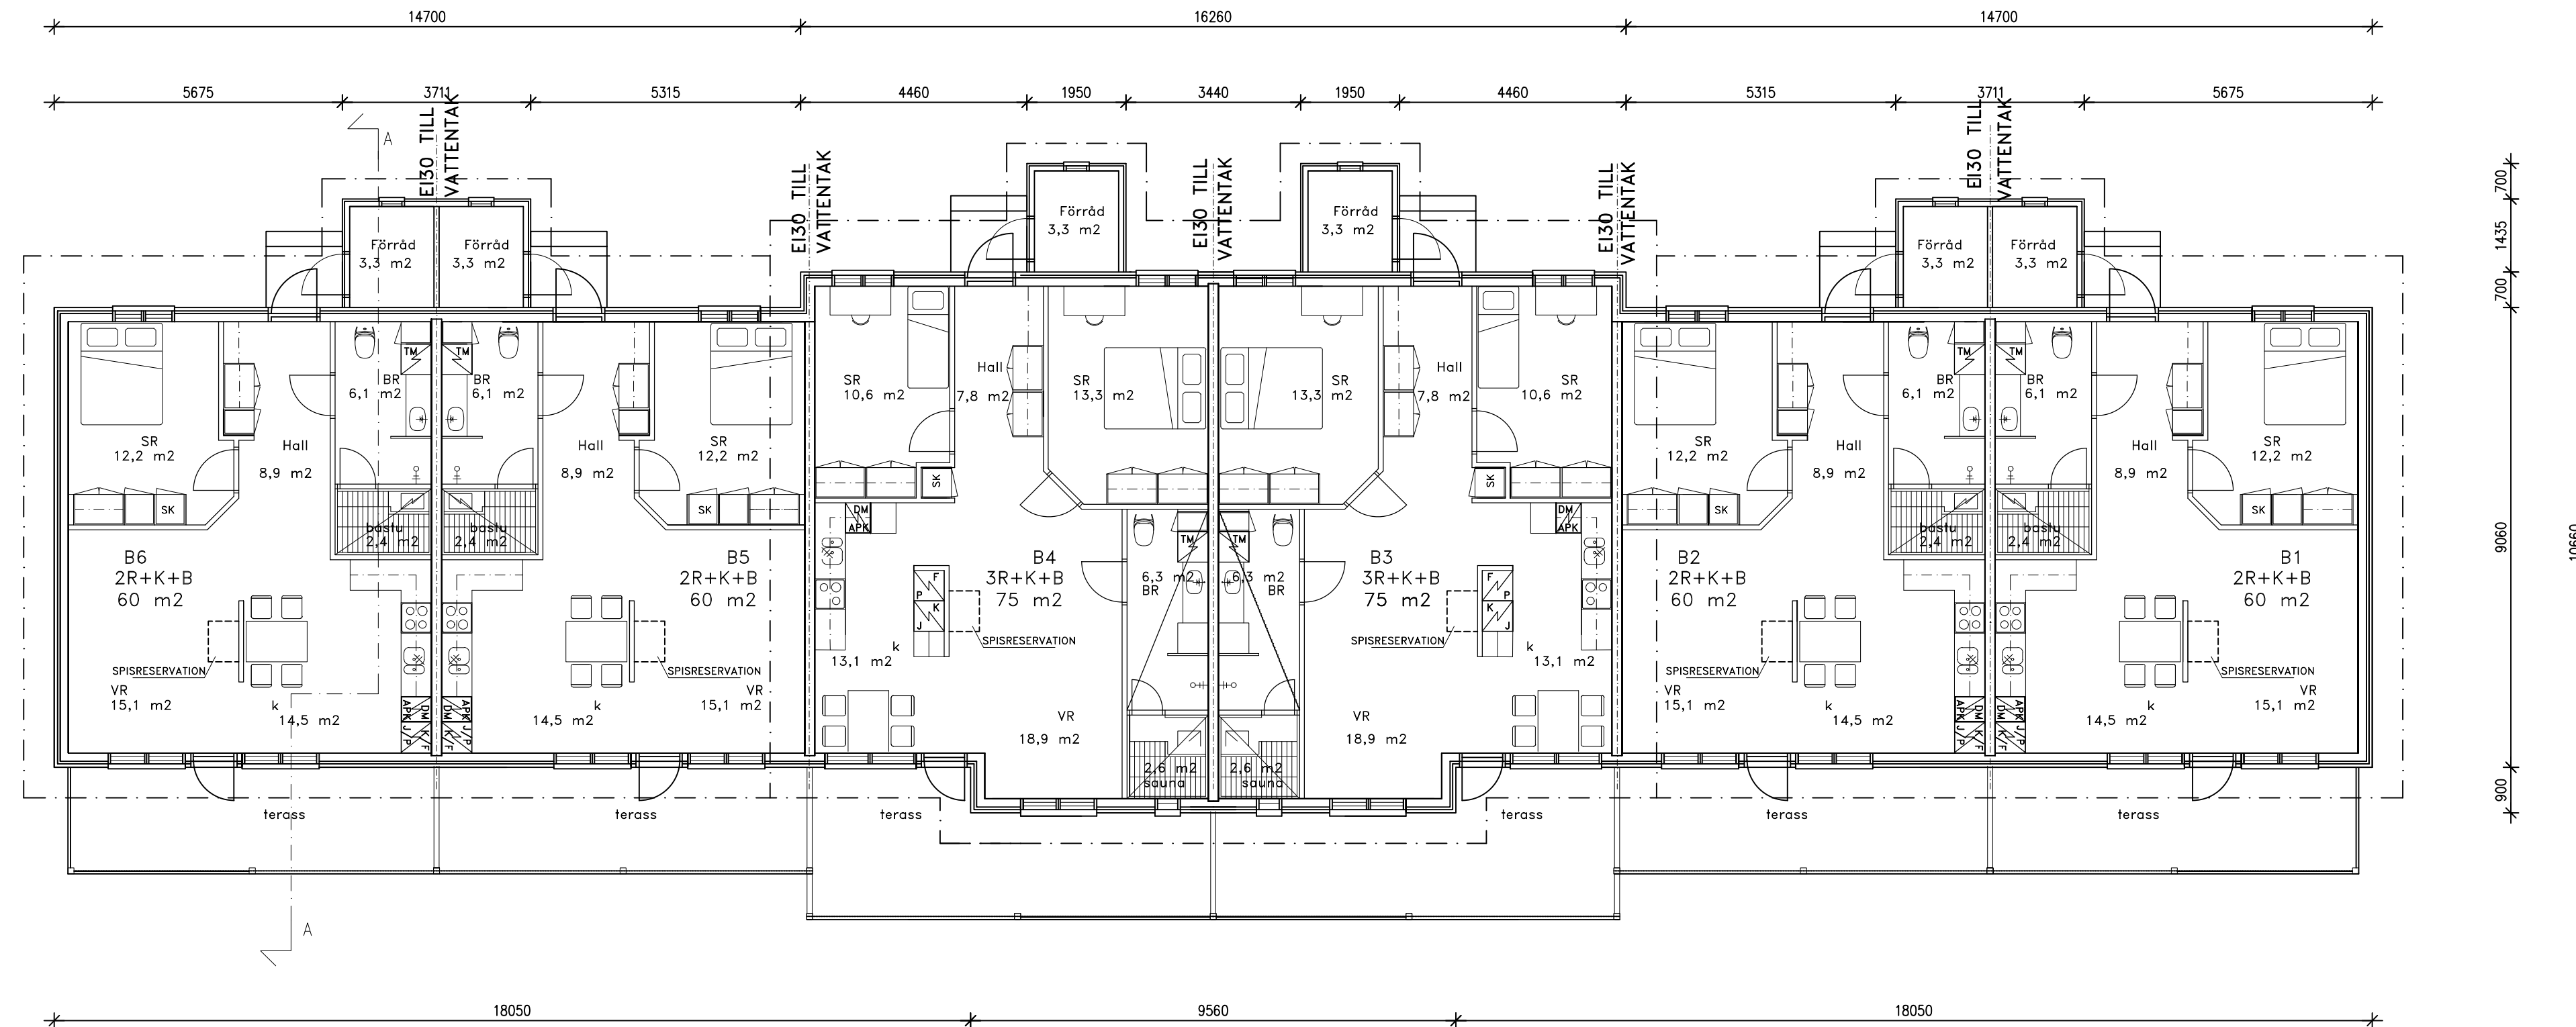 14700 16260 14700
5675 3711 5315 4460 1950 3440 1950 4460 5315 3711 5675
A
EI30 TILL
VATTENTAK
EI30 TILL
VATTENTAK
EI30 TILL
VATTENTAK
EI30 TILL
VATTENTAK
EI30 TILL
VATTENTAK
700
1435
700
9060
900
10660
Förråd
3,3 m2
Förråd
3,3 m2
Förråd
3,3 m2
Förråd
3,3 m2
Förråd
3,3 m2
Förråd
3,3 m2
SR
12,2 m2
SK
Hall
8,9 m2
TM
BR
6,1 m2
bastu
2,4 m2
B6
2R+K+B
60 m2
SPISRESERVATION
VR
15,1 m2
k
14,5 m2
APK J/P
DM K/F
terass
TM
BR
6,1 m2
Hall
8,9 m2
SR
12,2 m2
SK
bastu
2,4 m2
B5
2R+K+B
60 m2
SPISRESERVATION
VR
15,1 m2
k
14,5 m2
DM K/F
APK J/P
terass
SR
10,6 m2
Hall
7,8 m2
SR
13,3 m2
SK
DM
APK
B4
3R+K+B
75 m2
F
P
K
J
SPISRESERVATION
k
13,1 m2
VR
18,9 m2
TM
6,3 m2
BR
2,6 m2
sauna
terass
SR
13,3 m2
Hall
7,8 m2
SR
10,6 m2
SK
DM
APK
TM
6,3 m2
BR
B3
3R+K+B
75 m2
F
P
K
J
SPISRESERVATION
k
13,1 m2
VR
18,9 m2
2,6 m2
sauna
terass
SR
12,2 m2
SK
Hall
8,9 m2
TM
BR
6,1 m2
bastu
2,4 m2
B2
2R+K+B
60 m2
SPISRESERVATION
VR
15,1 m2
k
14,5 m2
APK J/P
DM K/F
terass
TM
BR
6,1 m2
Hall
8,9 m2
SR
12,2 m2
SK
bastu
2,4 m2
B1
2R+K+B
60 m2
SPISRESERVATION
VR
15,1 m2
k
14,5 m2
DM K/F
APK J/P
terass
A
18050 9560 18050